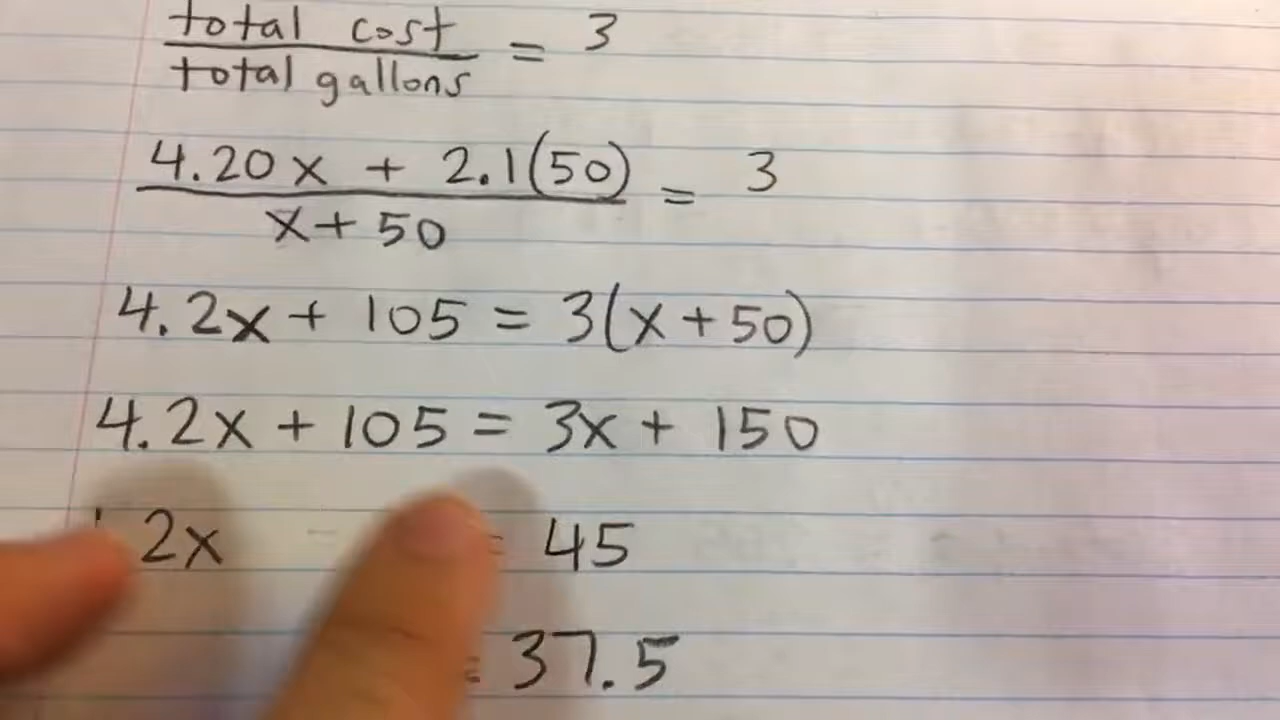 total cost
total gallons = 3
4.20x + 2.1(50)
x + 50 = 3
4.2x + 105 = 3(x + 50)
4.2x + 105 = 3x + 150
2x = 45
= 37.5